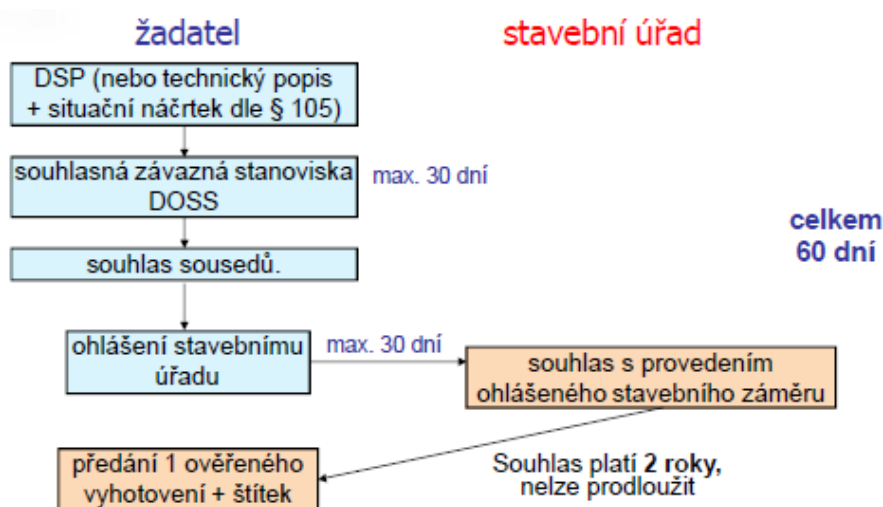 žadatel
stavební úřad
DSP (nebo technický popis
+ situační náčrtek dle § 105)
souhlasná závazná stanoviska
DOSS
max. 30 dní
celkem
60 dní
souhlas sousedů.
ohlášení stavebnímu
úřadu
max. 30 dní
souhlas s provedením
ohlášeného stavebního záměru
předání 1 ověřeného
vyhotovení + štítek
Souhlas platí 2 roky,
nelze prodloužit